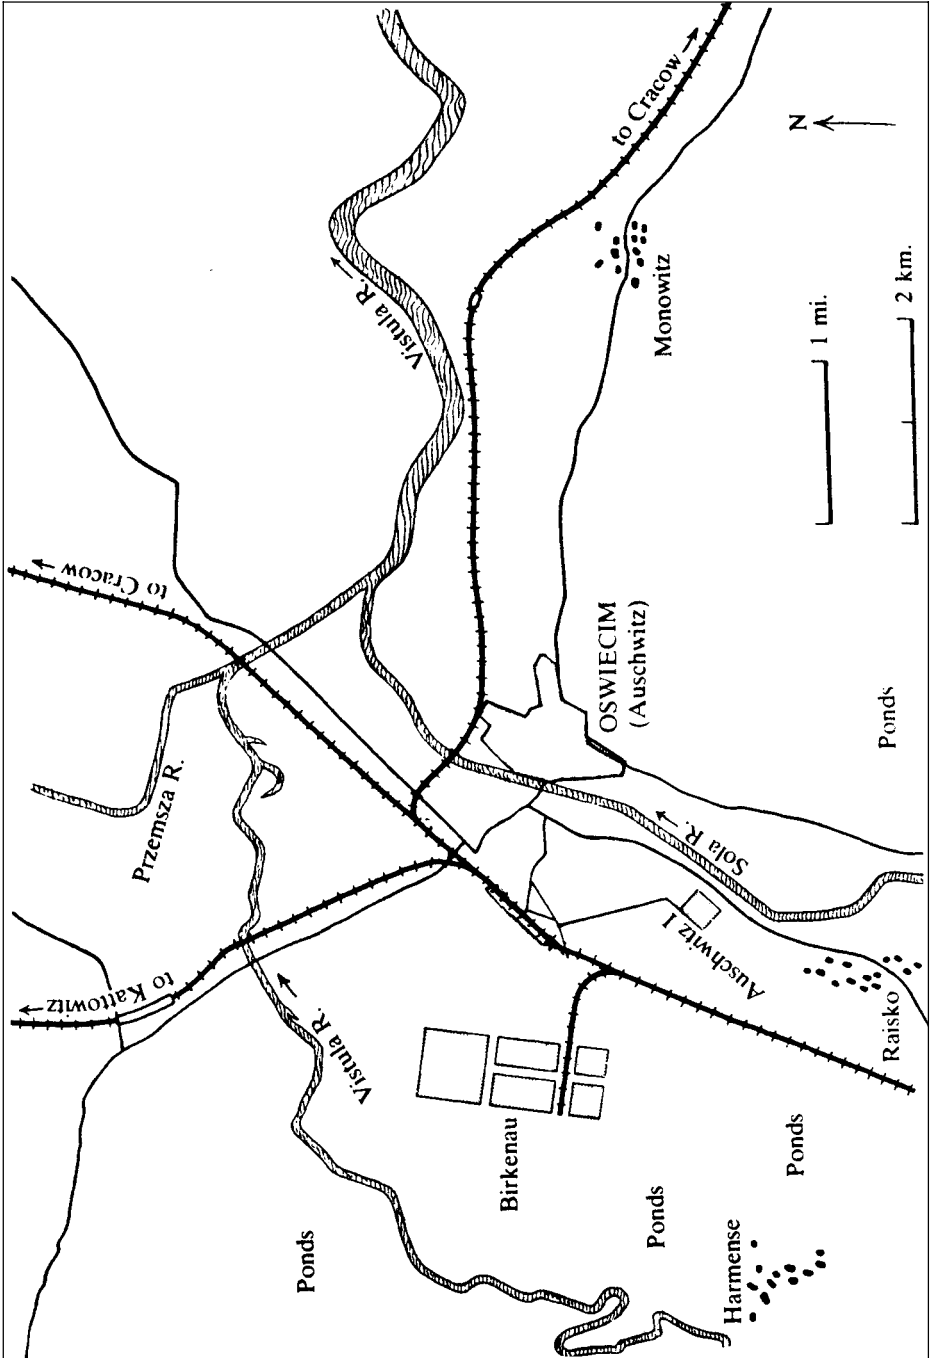 to Kattowitz
to Cracow
Przemsza R.
Vistula R.
Vistula R.
Ponds
Birkenau
OSWIECIM
(Auschwitz)
to Cracow
Monowitz
Ponds
Auschwitz I
Sola R.
Harmense
Ponds
N
1 mi.
Raisko
Ponds
2 km.